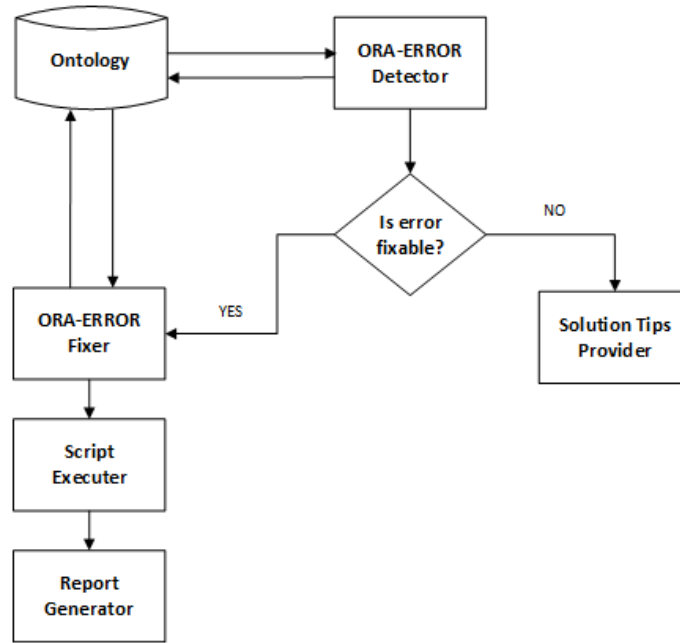 Ontology
ORA-ERROR
Detector
Is error
fixable?
NO
YES
ORA-ERROR
Fixer
Solution Tips
Provider
Script
Executer
Report
Generator